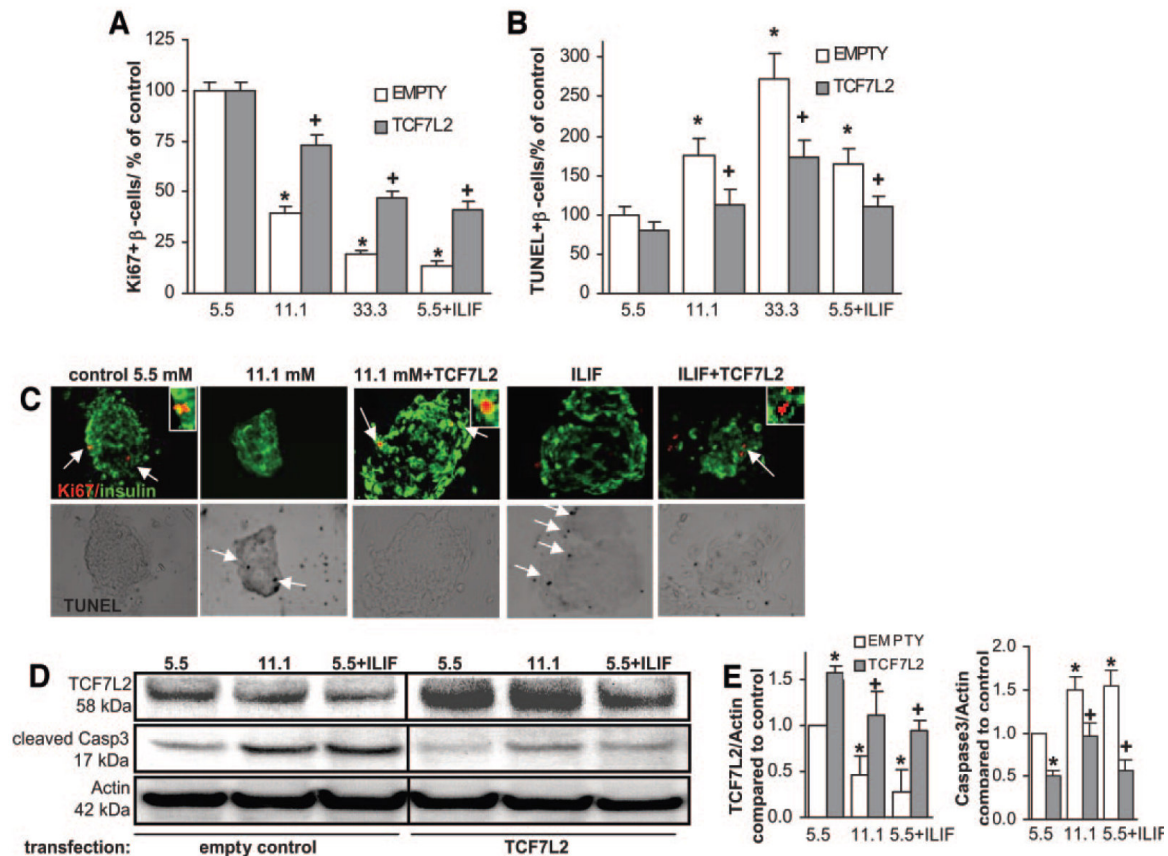 A
Ki67+ β-cells/ % of control
125
100
75
50
25
0
EMPTY
TCF7L2
*
+
*
+
*
+
5.5 11.1 33.3 5.5+ILIF
B
TUNEL+β-cells/% of control
300
250
200
150
100
50
0
EMPTY
TCF7L2
*
+
*
+
*
+
5.5 11.1 33.3 5.5+ILIF
C
control 5.5 mM 11.1 mM 11.1 mM+TCF7L2 ILIF ILIF+TCF7L2
Ki67/insulin
TUNEL
D
5.5 11.1 5.5+ILIF 5.5 11.1 5.5+ILIF
TCF7L2
58 kDa
cleaved Casp3
17 kDa
Actin
42 kDa
transfection: empty control TCF7L2
E
TCF7L2/Actin
compared to control
1.5
1.0
0.5
0.0
EMPTY
TCF7L2
*
*
+
*
+
5.5 11.1 5.5+ILIF
Caspase3/Actin
compared to control
2.0
1.5
1.0
0.5
0.0
*
*
+
*
+
5.5 11.1 5.5+ILIF